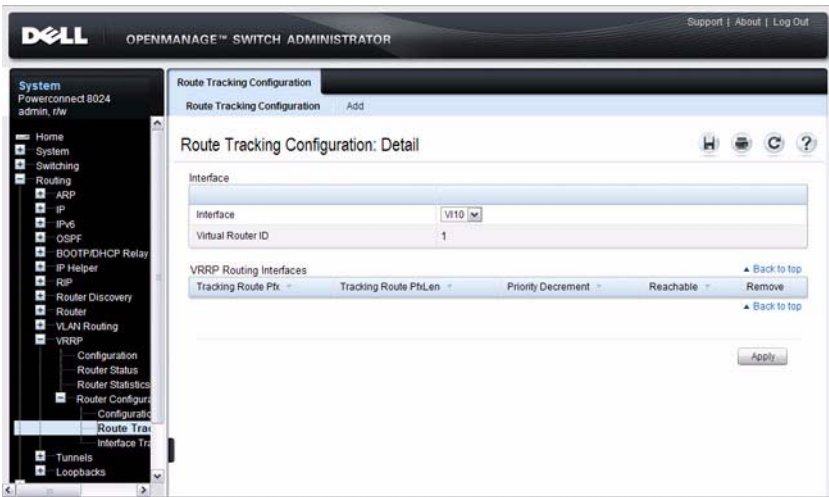 Support | About | Log Out
DELL
OPENMANAGE™ SWITCH ADMINISTRATOR
System
Powerconnect 8024
admin, r/w
Home
System
Switching
Routing
ARP
IP
IPv6
OSPF
BOOTP/DHCP Relay
IP Helper
RIP
Router Discovery
Router
VLAN Routing
VRRP
Configuration
Router Status
Router Statistics
Router Configura
Configuratio
Route Trac
Interface Tra
Tunnels
Loopbacks
Route Tracking Configuration
Route Tracking Configuration Add
Route Tracking Configuration: Detail
Interface
Interface Vl10
Virtual Router ID 1
VRRP Routing Interfaces Back to top
Tracking Route Pfx Tracking Route PfxLen Priority Decrement Reachable Remove
Back to top
Apply